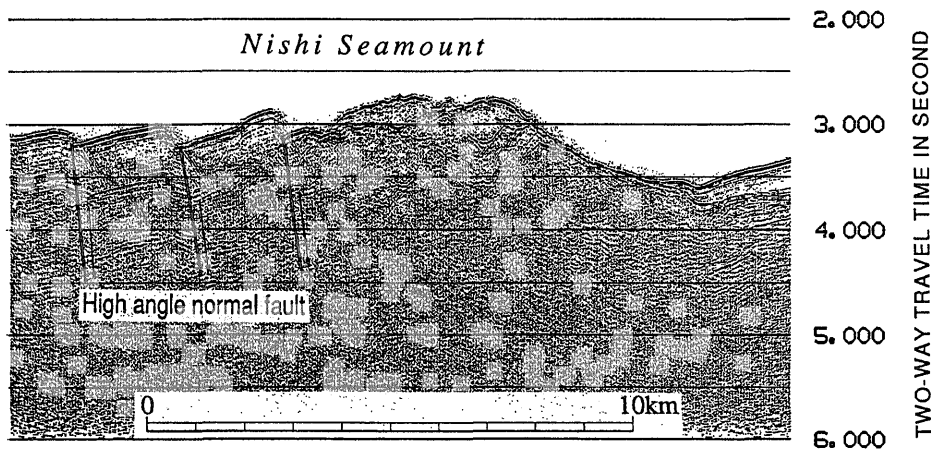 2.000
Nishi Seamount
3.000
4.000
High angle normal fault
5.000
0 10km
6.000
TWO-WAY TRAVEL TIME IN SECOND